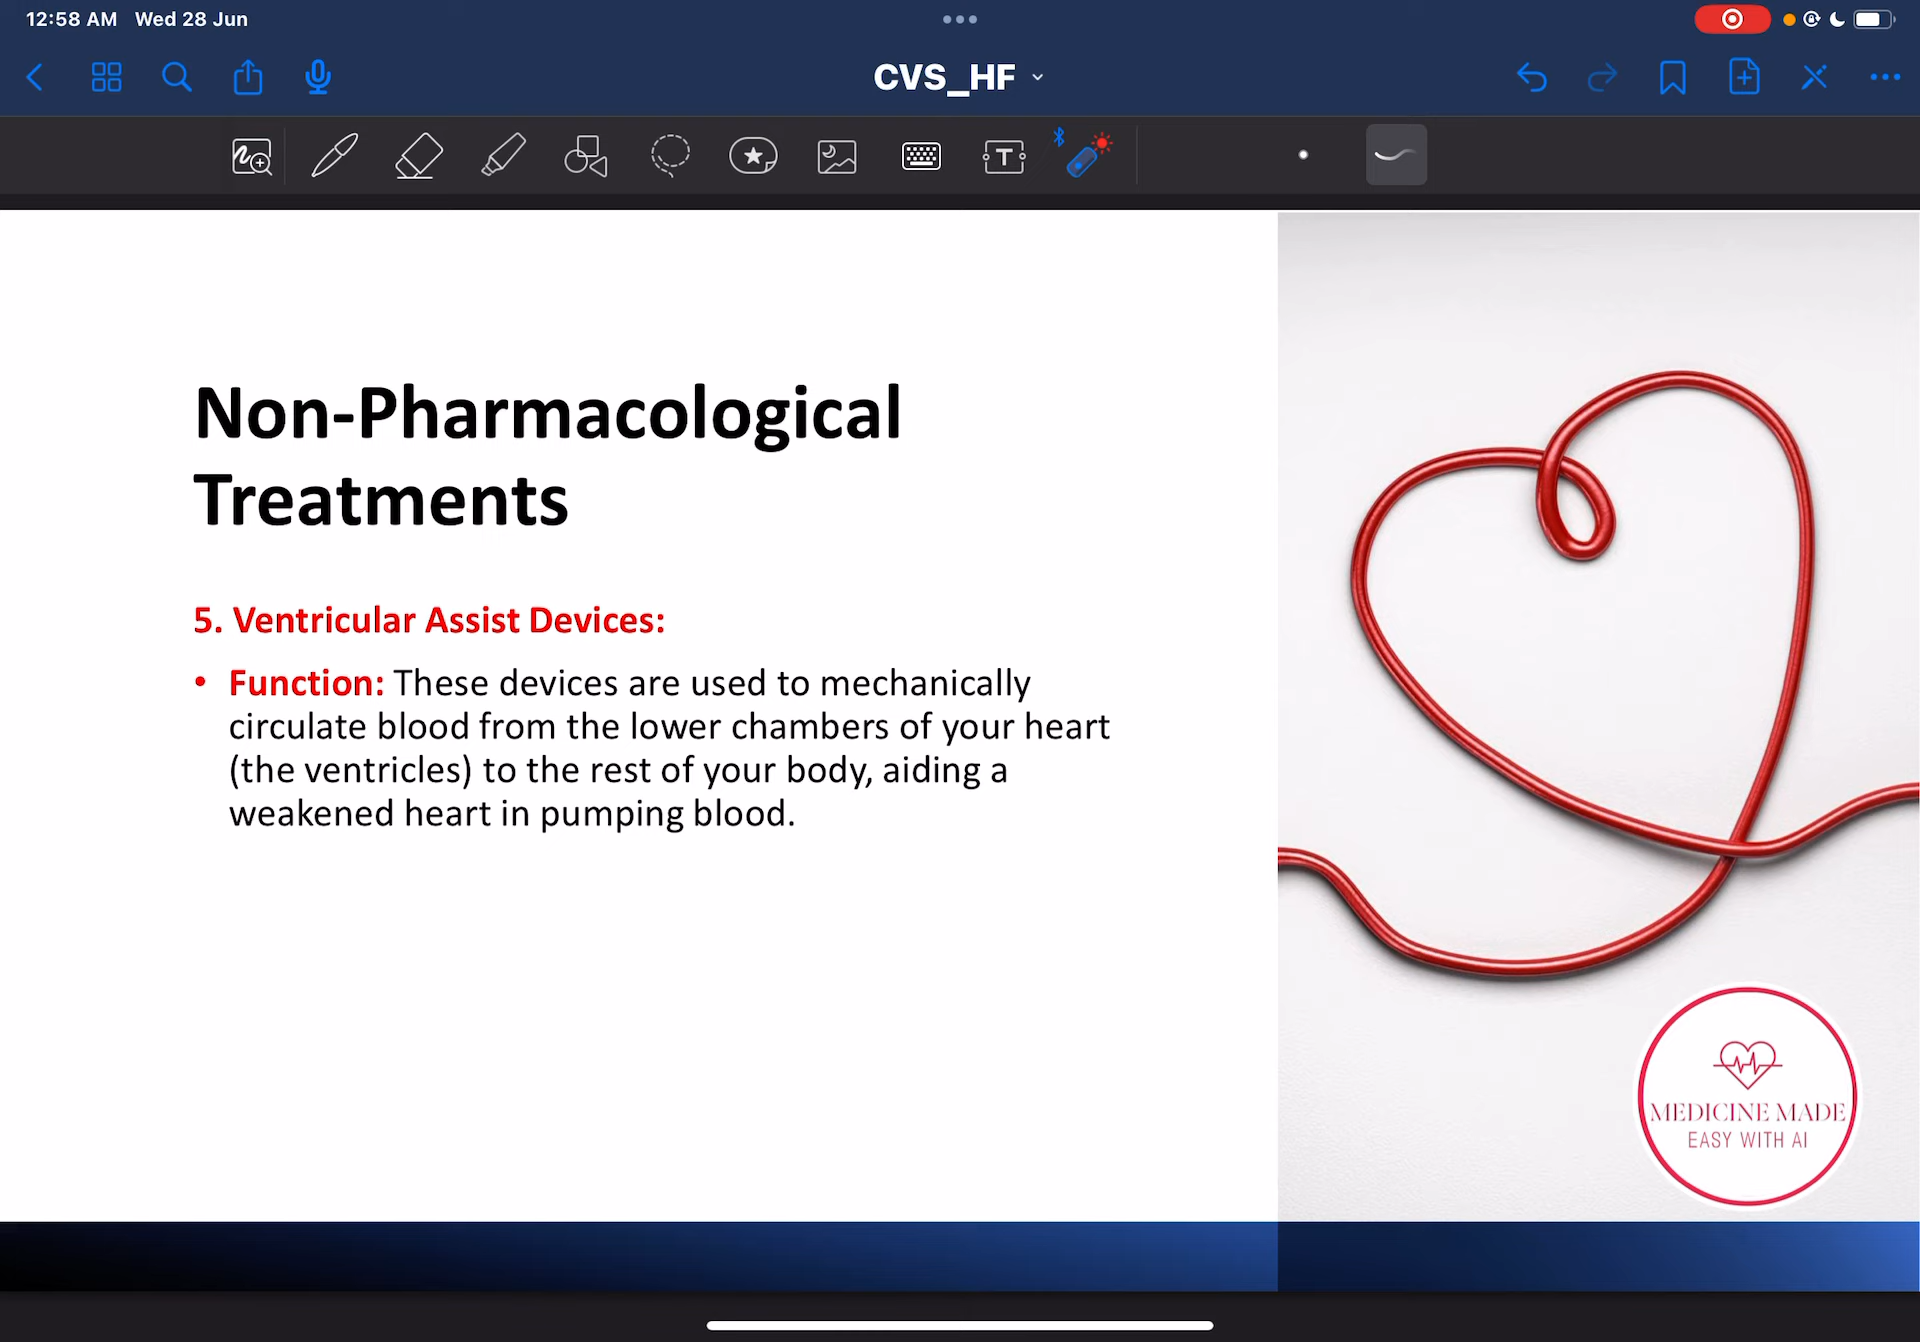 12:58 AM Wed 28 Jun
CVS_HF
T
Non-Pharmacological
Treatments
5. Ventricular Assist Devices:
• Function: These devices are used to mechanically
circulate blood from the lower chambers of your heart
(the ventricles) to the rest of your body, aiding a
weakened heart in pumping blood.
MEDICINE MADE
EASY WITH AI